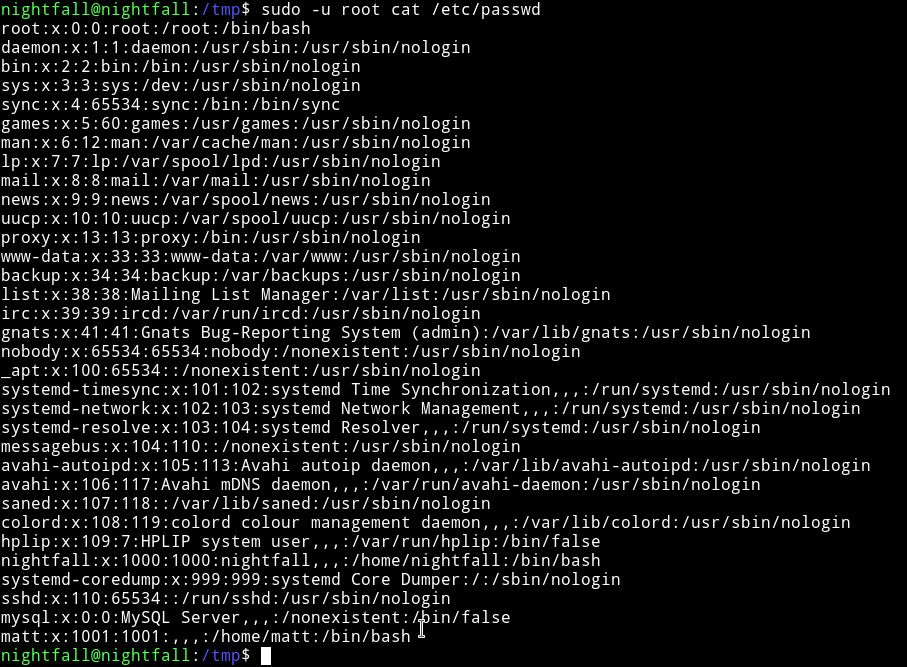 nightfall@nightfall:/tmp$ sudo -u root cat /etc/passwd
root:x:0:0:root:/root:/bin/bash
daemon:x:1:1:daemon:/usr/sbin:/usr/sbin/nologin
bin:x:2:2:bin:/bin:/usr/sbin/nologin
sys:x:3:3:sys:/dev:/usr/sbin/nologin
sync:x:4:65534:sync:/bin:/bin/sync
games:x:5:60:games:/usr/games:/usr/sbin/nologin
man:x:6:12:man:/var/cache/man:/usr/sbin/nologin
lp:x:7:7:lp:/var/spool/lpd:/usr/sbin/nologin
mail:x:8:8:mail:/var/mail:/usr/sbin/nologin
news:x:9:9:news:/var/spool/news:/usr/sbin/nologin
uucp:x:10:10:uucp:/var/spool/uucp:/usr/sbin/nologin
proxy:x:13:13:proxy:/bin:/usr/sbin/nologin
www-data:x:33:33:www-data:/var/www:/usr/sbin/nologin
backup:x:34:34:backup:/var/backups:/usr/sbin/nologin
list:x:38:38:Mailing List Manager:/var/list:/usr/sbin/nologin
irc:x:39:39:ircd:/var/run/ircd:/usr/sbin/nologin
gnats:x:41:41:Gnats Bug-Reporting System (admin):/var/lib/gnats:/usr/sbin/nologin
nobody:x:65534:65534:nobody:/nonexistent:/usr/sbin/nologin
_apt:x:100:65534::/nonexistent:/usr/sbin/nologin
systemd-timesync:x:101:102:systemd Time Synchronization,,,:/run/systemd:/usr/sbin/nologin
systemd-network:x:102:103:systemd Network Management,,,:/run/systemd:/usr/sbin/nologin
systemd-resolve:x:103:104:systemd Resolver,,,:/run/systemd:/usr/sbin/nologin
messagebus:x:104:110::/nonexistent:/usr/sbin/nologin
avahi-autoipd:x:105:113:Avahi autoip daemon,,,:/var/lib/avahi-autoipd:/usr/sbin/nologin
avahi:x:106:117:Avahi mDNS daemon,,,:/var/run/avahi-daemon:/usr/sbin/nologin
saned:x:107:118::/var/lib/saned:/usr/sbin/nologin
colord:x:108:119:colord colour management daemon,,,:/var/lib/colord:/usr/sbin/nologin
hplip:x:109:7:HPLIP system user,,,:/var/run/hplip:/bin/false
nightfall:x:1000:1000:nightfall,,,:/home/nightfall:/bin/bash
systemd-coredump:x:999:999:systemd Core Dumper:/:/sbin/nologin
sshd:x:110:65534::/run/sshd:/usr/sbin/nologin
mysql:x:0:0:MySQL Server,,,:/nonexistent:/bin/false
matt:x:1001:1001:,,,:/home/matt:/bin/bash
nightfall@nightfall:/tmp$